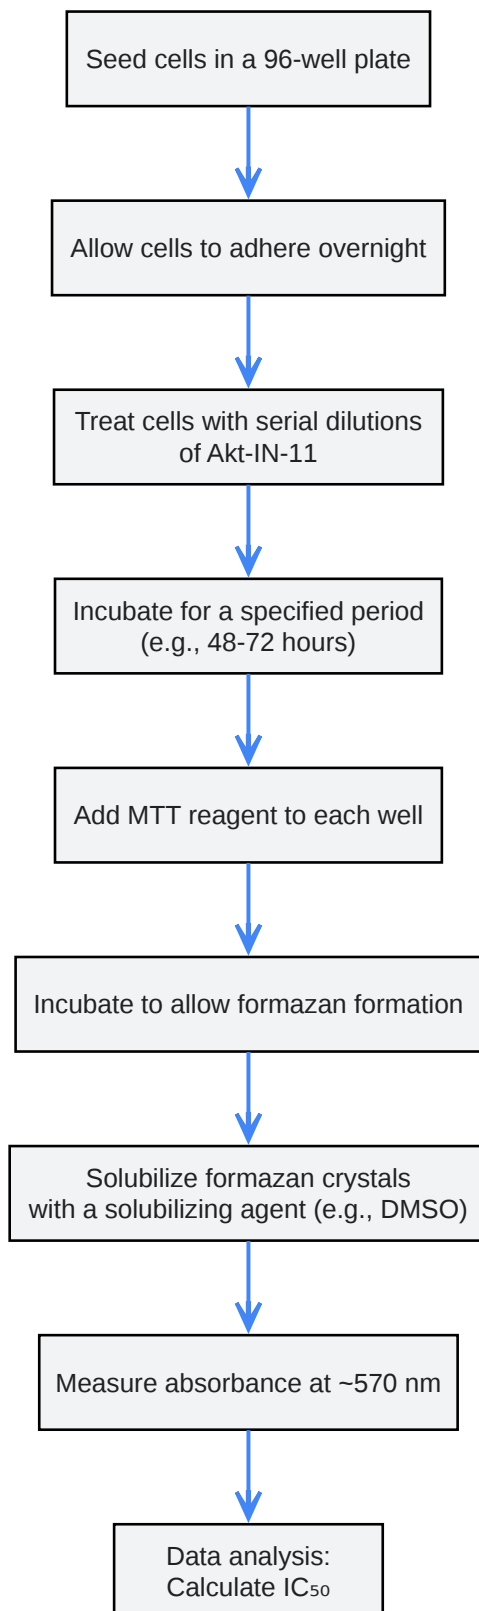 Seed cells in a 96-well plate
Allow cells to adhere overnight
Treat cells with serial dilutions
of Akt-IN-11
Incubate for a specified period
(e.g., 48-72 hours)
Add MTT reagent to each well
Incubate to allow formazan formation
Solubilize formazan crystals
with a solubilizing agent (e.g., DMSO)
Measure absorbance at ~570 nm
Data analysis:
Calculate IC₅₀